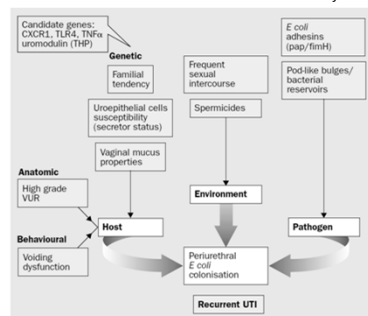 Candidate genes:
CXCR1, TLR4, TNFα
uromodulin (THP)
Genetic
Familial
tendency
Uroepithelial cells
susceptibility
(secretor status)
Vaginal mucus
properties
Anatomic
High grade
VUR
Behavioural
Voiding
dysfunction
Host
Frequent
sexual
intercourse
Spermicides
Environment
Periurethral
E coli
colonisation
Recurrent UTI
E coli
adhesins
(pap/fimH)
Pod-like bulges/
bacterial
reservoirs
Pathogen